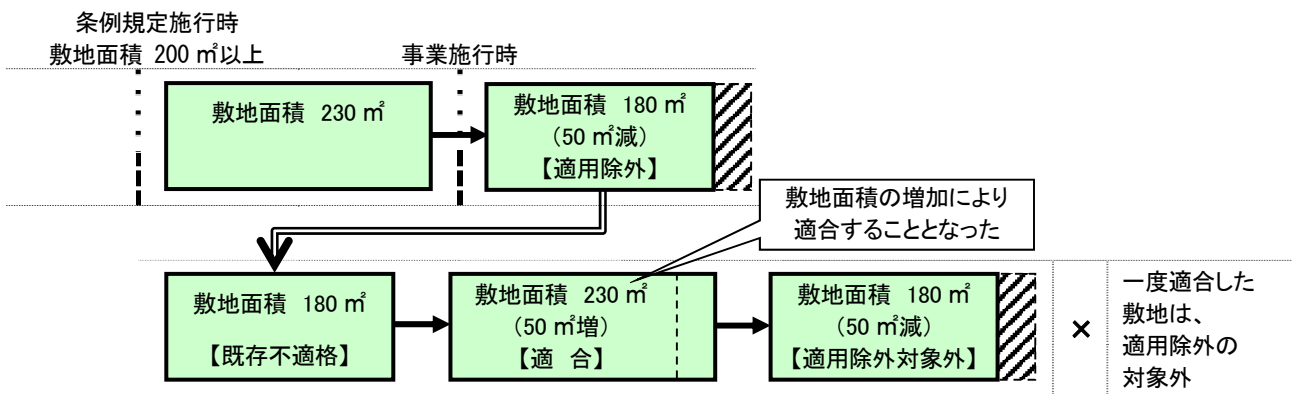 条例規定施行時
敷地面積 200 ㎡以上
事業施行時
敷地面積 230 ㎡
敷地面積 180 ㎡
(50 ㎡減)
【適用除外】
敷地面積の増加により
適合することとなった
敷地面積 180 ㎡
【既存不適格】
敷地面積 230 ㎡
(50 ㎡増)
【適 合】
敷地面積 180 ㎡
(50 ㎡減)
【適用除外対象外】
×
一度適合した
敷地は、
適用除外の
対象外